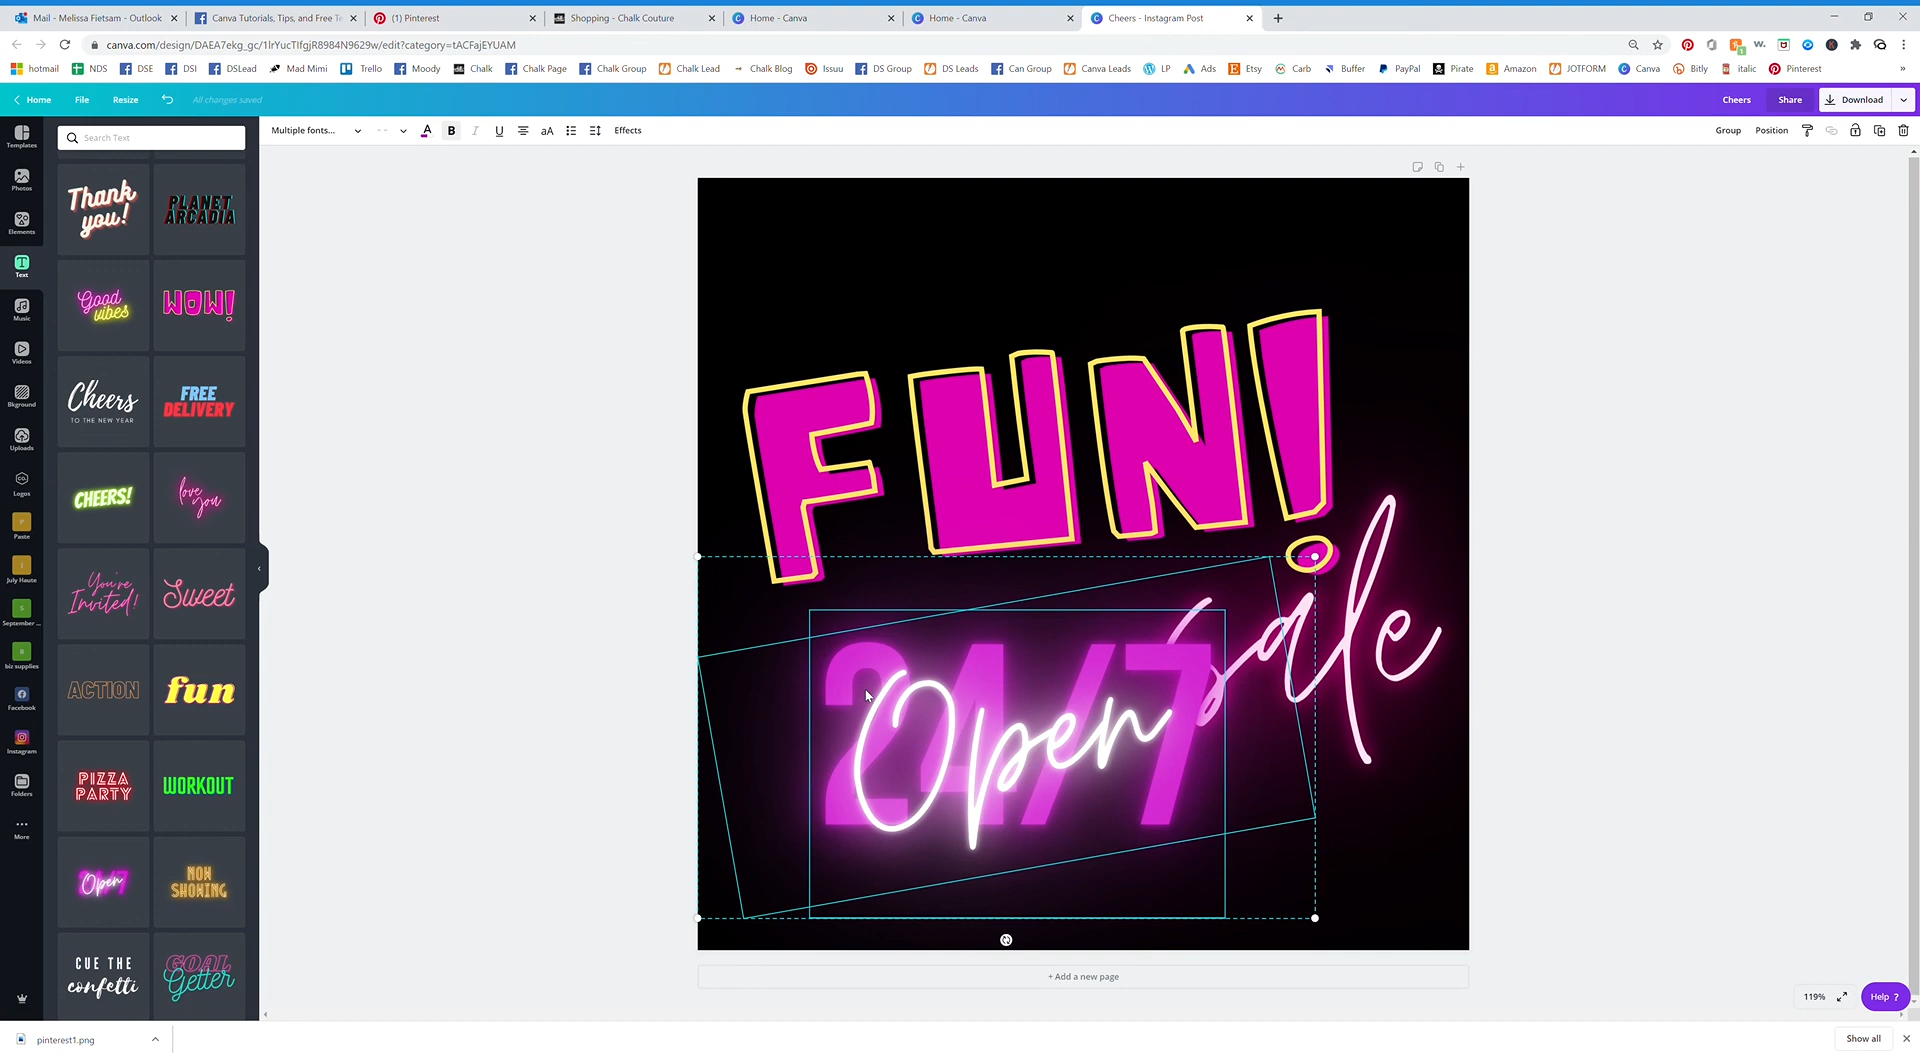 Mail - Melissa Fietsam - Outlook
Canva Tutorials, Tips, and Free Te
(1) Pinterest
Shopping - Chalk Couture
Home - Canva
Home - Canva
Cheers - Instagram Post
canva.com/design/DAEA7ekg_gc/1lrYucTIfgjR8984N9629w/edit?category=tACFajEYUAM
hotmail
NDS
DSE
DSI
DSLead
Mad Mimi
Trello
Moody
Chalk
Chalk Page
Chalk Group
Chalk Lead
Chalk Blog
Issuu
DS Group
DS Leads
Can Group
Canva Leads
LP
Ads
Etsy
Carb
Buffer
PayPal
Pirate
Amazon
JOTFORM
Canva
Bitly
italic
Pinterest
Home
File
Resize
All changes saved
Cheers
Share
Download
Search Text
Multiple fonts...
B
I
U
aA
Effects
Group
Position
Templates
Photos
Elements
Text
Music
Videos
Bkground
Uploads
Logos
Paste
July Haute
September ...
biz supplies
Facebook
Instagram
Folders
More
Thank
you!
PLANET
ARCADIA
Good
vibes
WOW!
Cheers
TO THE NEW YEAR
FREE
DELIVERY
CHEERS!
love
you
You're
Invited!
Sweet
ACTION
fun
PIZZA
PARTY
WORKOUT
24/7
Open
NOW
SHOWING
CUE THE
confetti
GOAL
Getter
FUN!
sale
24/7
Open
+ Add a new page
119%
Help ?
pinterest1.png
Show all